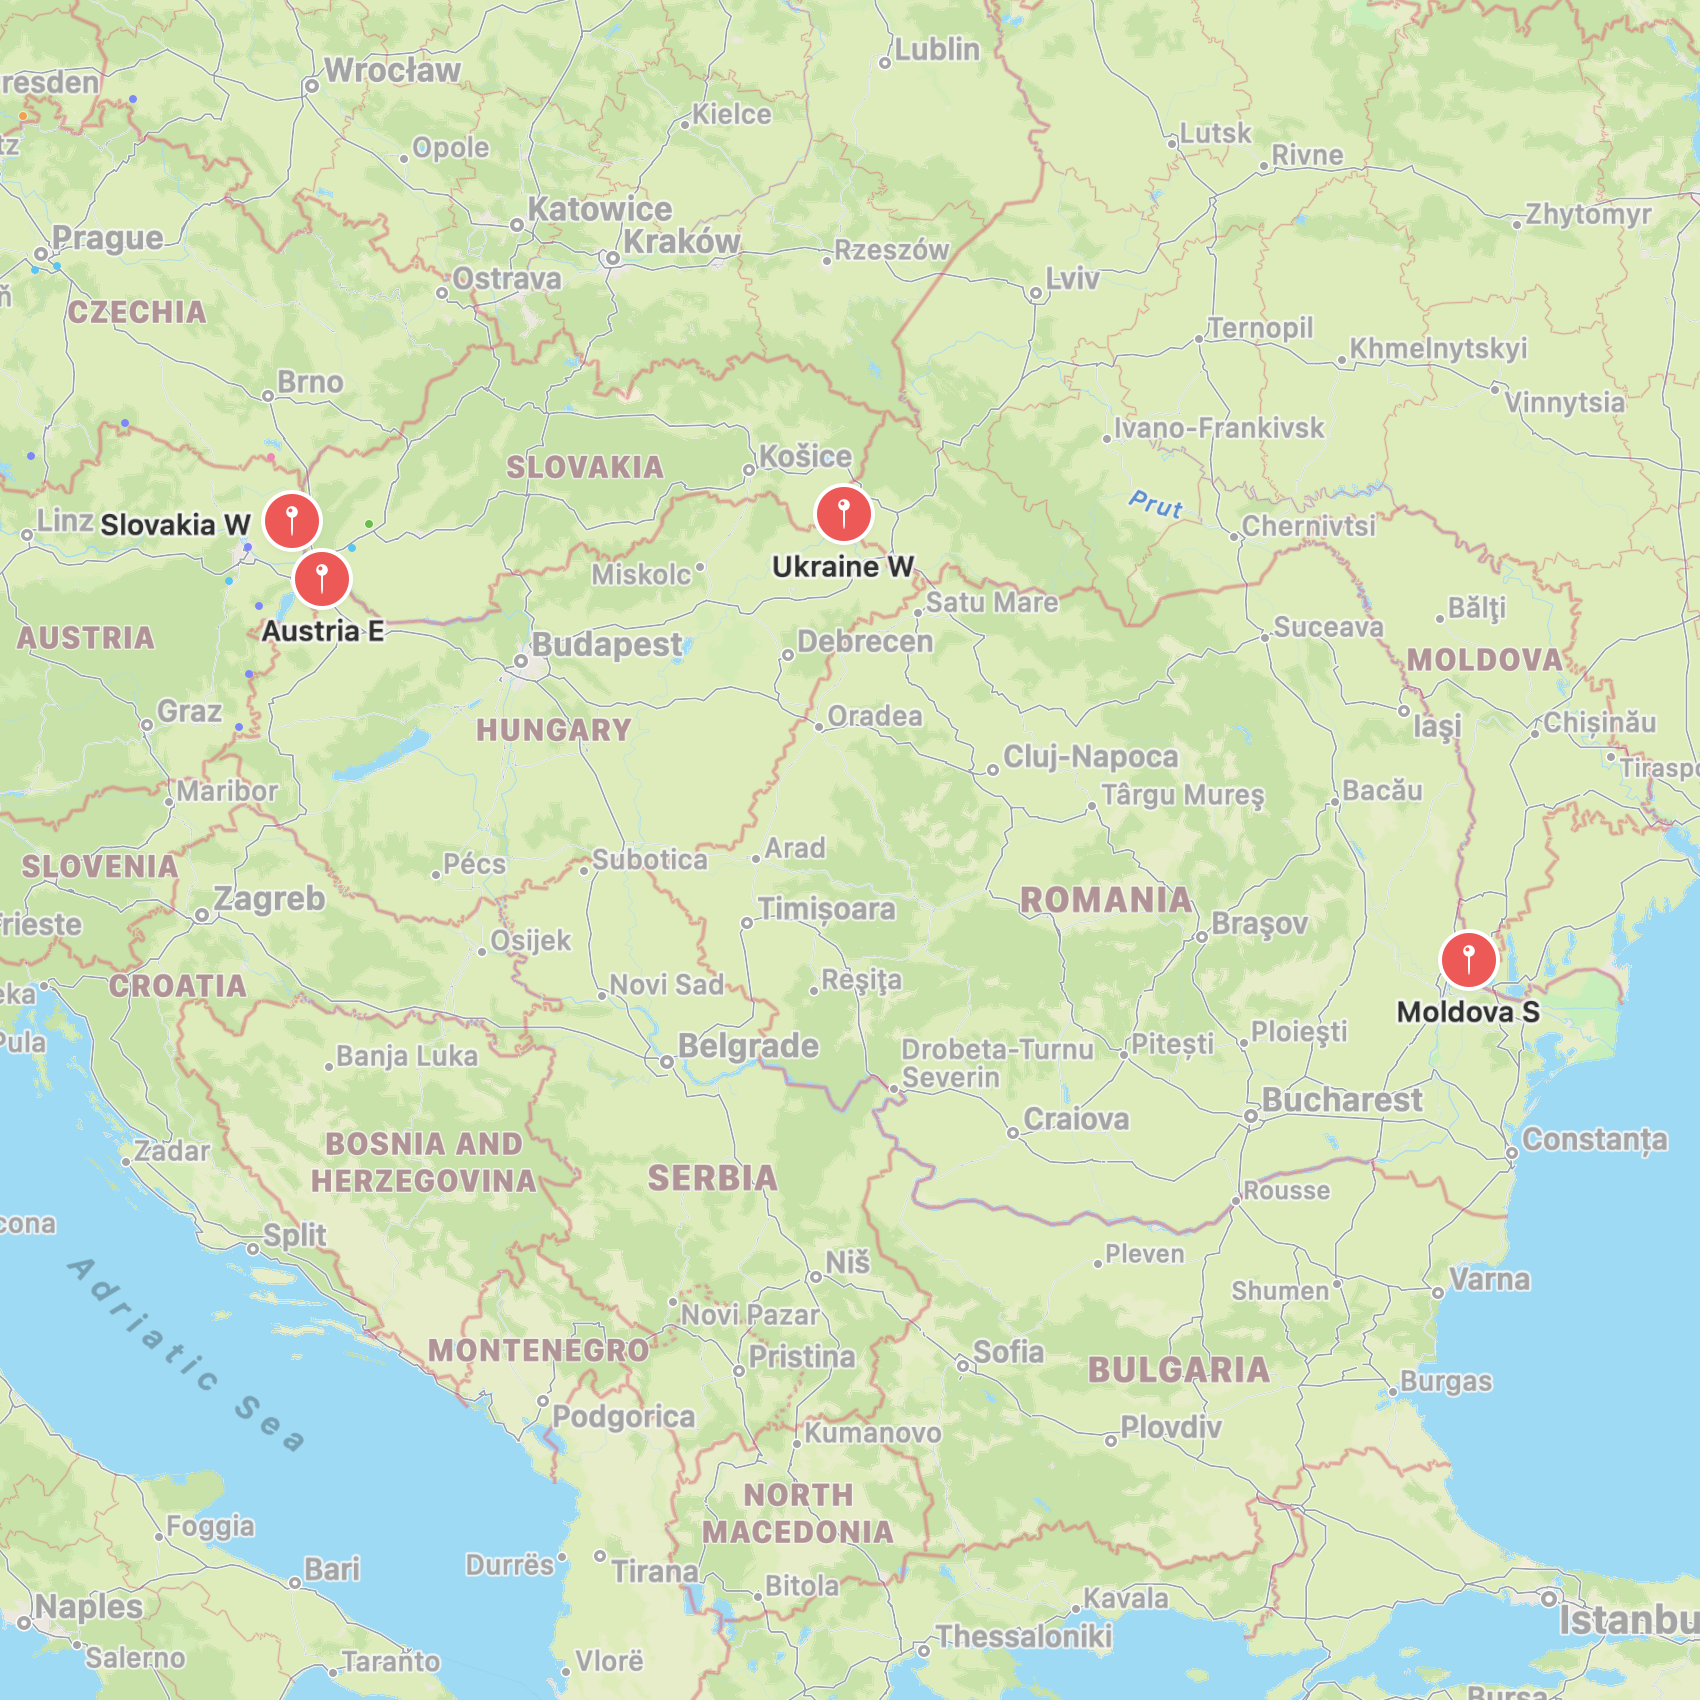 Lublin
Wrocław
resden
Kielce
Lutsk
tz
Opole
Rivne
Katowice
Zhytomyr
Prague
Kraków
Rzeszów
Ostrava
Lviv
ň
CZECHIA
Ternopil
Khmelnytskyi
Brno
Vinnytsia
Ivano-Frankivsk
Košice
SLOVAKIA
Prut
Linz
Slovakia W
Chernivtsi
Ukraine W
Miskolc
Satu Mare
Bălţi
Austria E
Suceava
AUSTRIA
Budapest
Debrecen
MOLDOVA
Graz
Oradea
Iaşi
Chișinău
HUNGARY
Cluj-Napoca
Tiraspo
Maribor
Târgu Mureş
Bacău
Arad
SLOVENIA
Pécs
Subotica
Zagreb
ROMANIA
Timișoara
rieste
Braşov
Osijek
CROATIA
Novi Sad
Reşiţa
eka
Moldova S
Pula
Banja Luka
Belgrade
Drobeta-Turnu
Severin
Pitești
Ploieşti
Bucharest
Craiova
Constanța
BOSNIA AND
HERZEGOVINA
Zadar
SERBIA
Rousse
cona
Split
Pleven
Niš
Shumen
Varna
Adriatic Sea
Novi Pazar
MONTENEGRO
Pristina
Sofia
BULGARIA
Burgas
Podgorica
Plovdiv
Kumanovo
NORTH
MACEDONIA
Foggia
Bari
Durrës
Tirana
Bitola
Kavala
Naples
Istanbu
Thessaloniki
Salerno
Taranto
Vlorë
Bursa